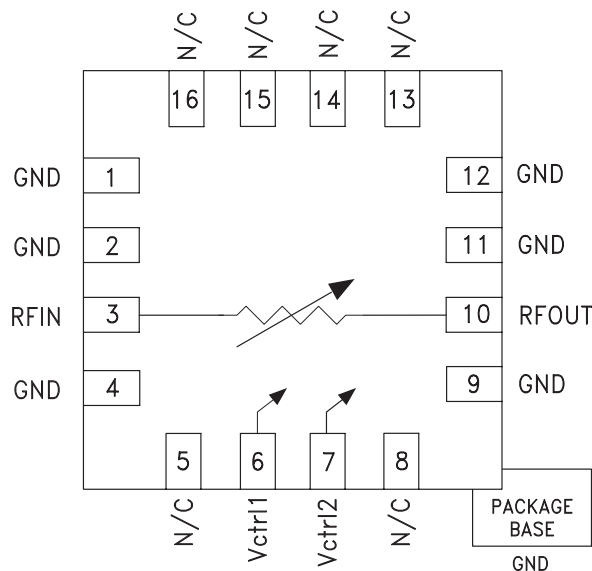 N/C N/C N/C N/C
16 15 14 13
GND 1 12 GND
GND 2 11 GND
RFIN 3 10 RFOUT
GND 4 9 GND
5 6 7 8
N/C Vctrl1 Vctrl2 N/C
PACKAGE
BASE
GND